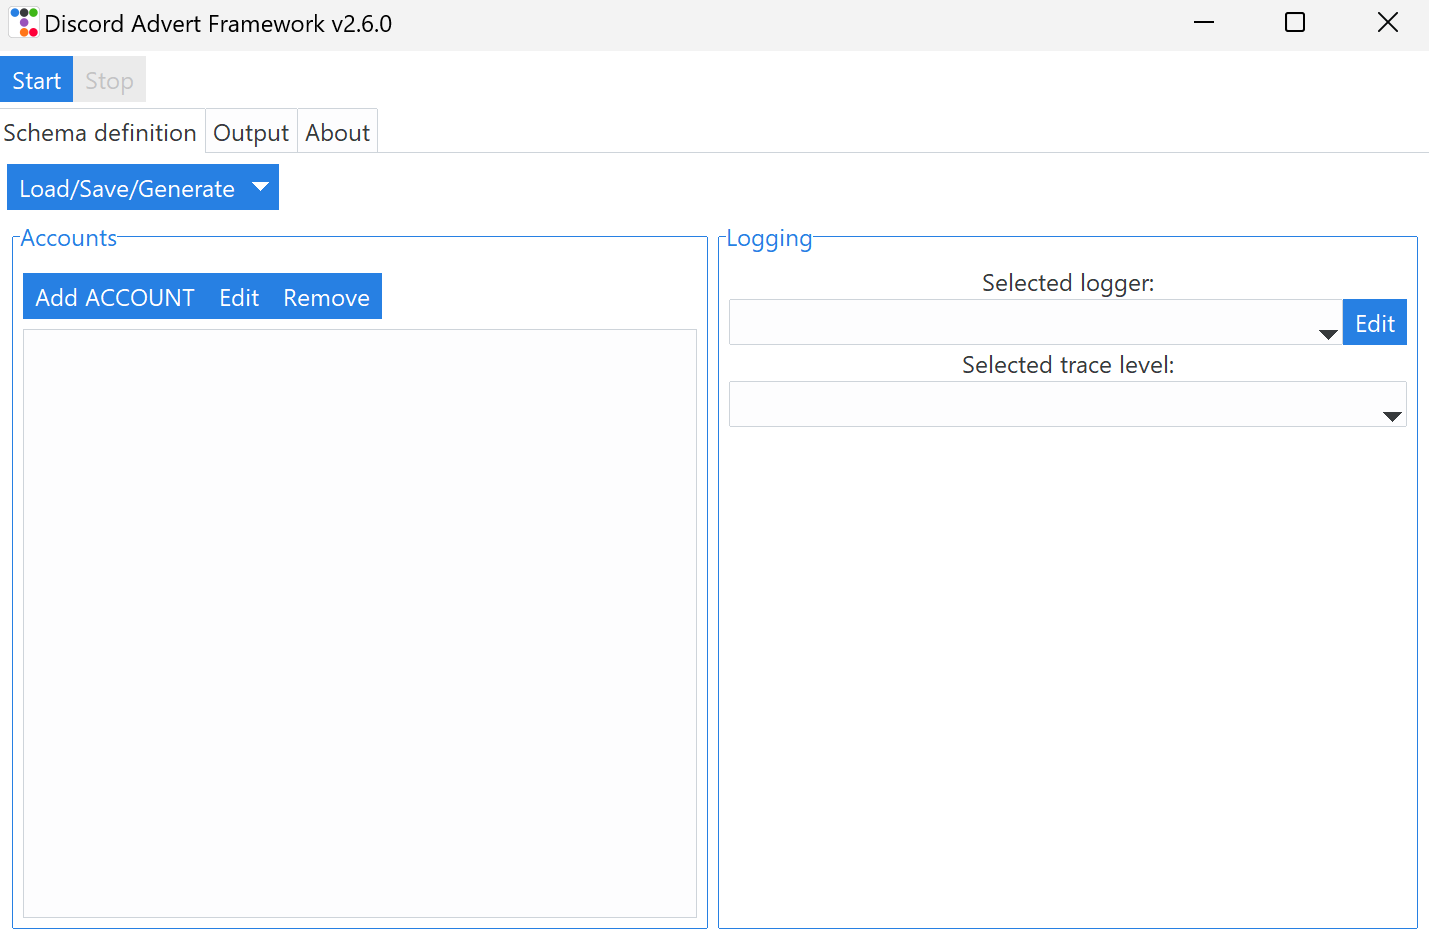 Discord Advert Framework v2.6.0
Start Stop
Schema definition Output About
Load/Save/Generate
Accounts
Add ACCOUNT Edit Remove
Logging
Selected logger:
Edit
Selected trace level: